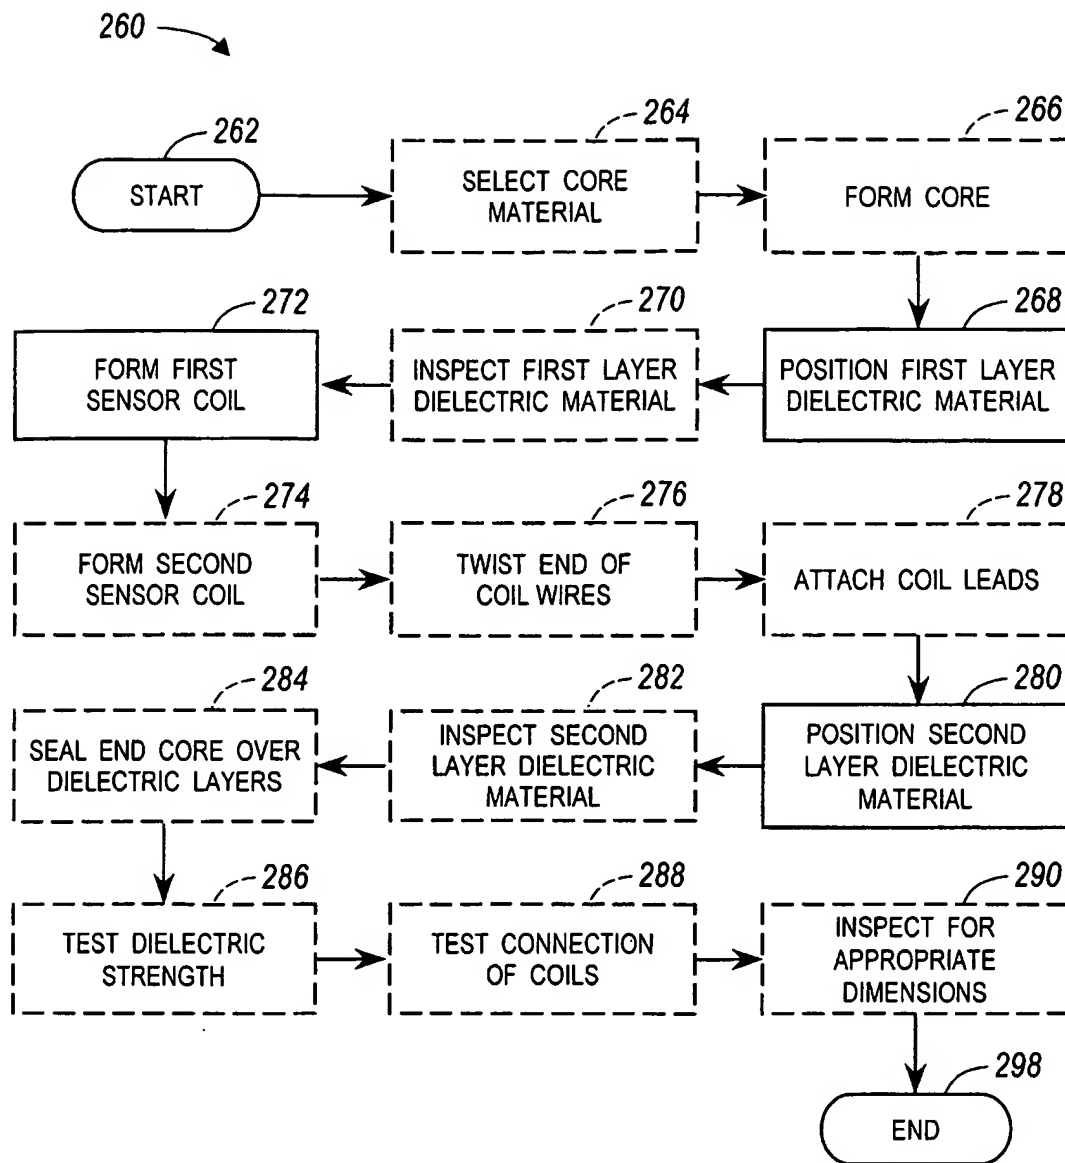 260
262
START
264
SELECT CORE
MATERIAL
266
FORM CORE
272
FORM FIRST
SENSOR COIL
270
INSPECT FIRST LAYER
DIELECTRIC MATERIAL
268
POSITION FIRST LAYER
DIELECTRIC MATERIAL
274
FORM SECOND
SENSOR COIL
276
TWIST END OF
COIL WIRES
278
ATTACH COIL LEADS
284
SEAL END CORE OVER
DIELECTRIC LAYERS
282
INSPECT SECOND
LAYER DIELECTRIC
MATERIAL
280
POSITION SECOND
LAYER DIELECTRIC
MATERIAL
286
TEST DIELECTRIC
STRENGTH
288
TEST CONNECTION
OF COILS
290
INSPECT FOR
APPROPRIATE
DIMENSIONS
298
END